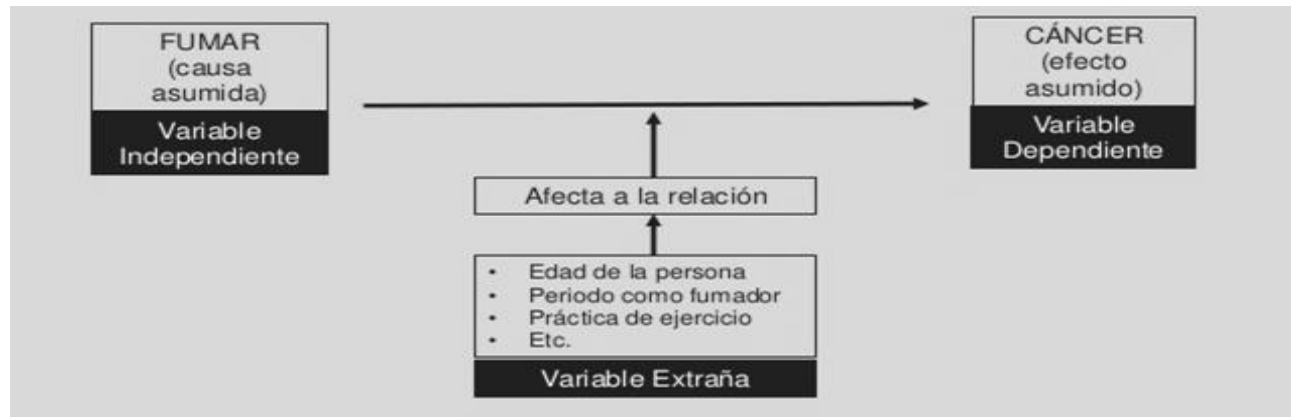 FUMAR
(causa
asumida)
Variable
Independiente
CÁNCER
(efecto
asumido)
Variable
Dependiente
Afecta a la relación
• Edad de la persona
• Periodo como fumador
• Práctica de ejercicio
• Etc.
Variable Extraña